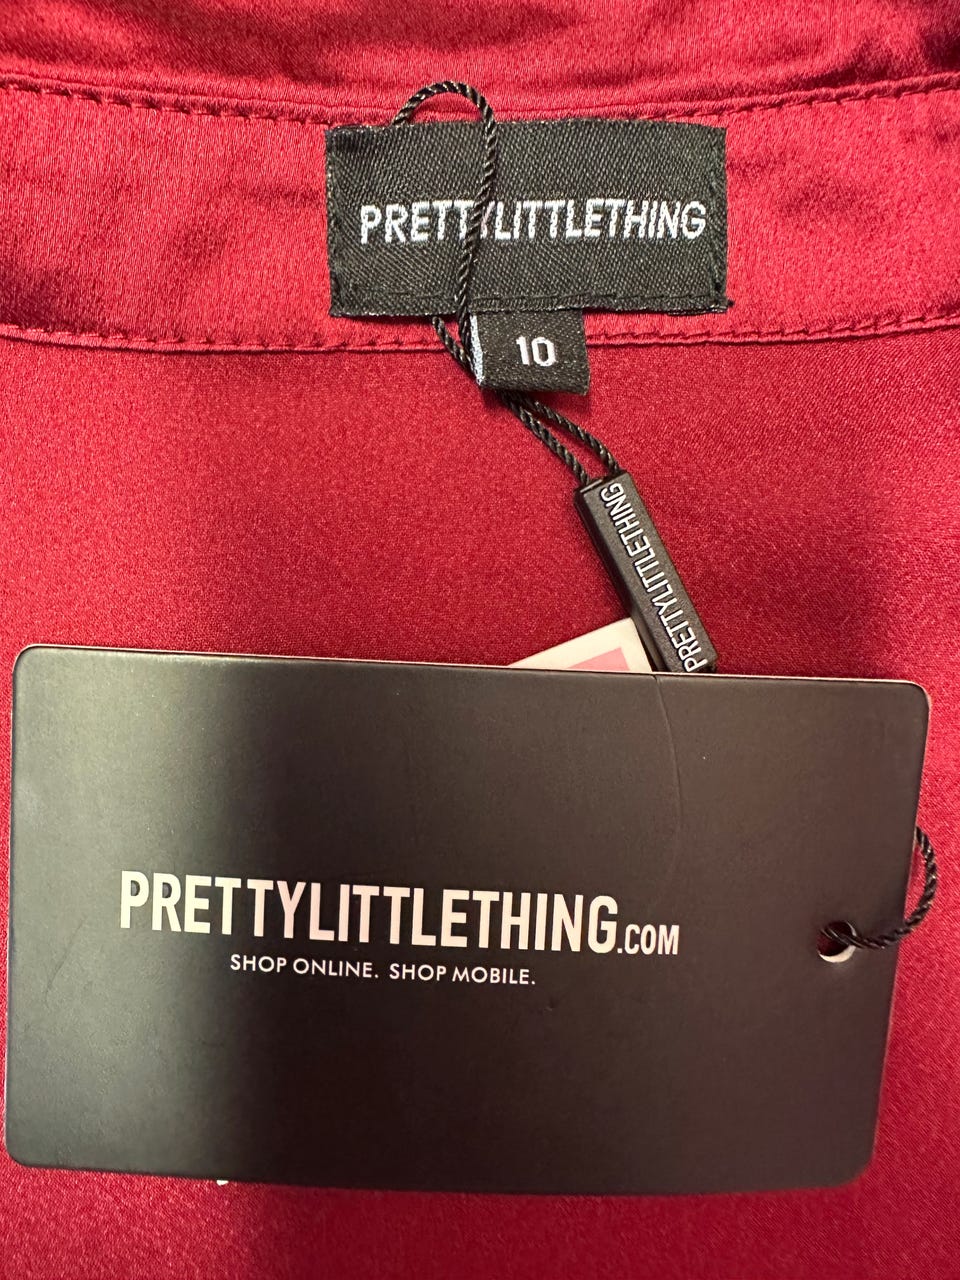 PRETTYLITTLETHING
10
PRETTYLITTLETHING
PRETTYLITTLETHING.COM
SHOP ONLINE. SHOP MOBILE.